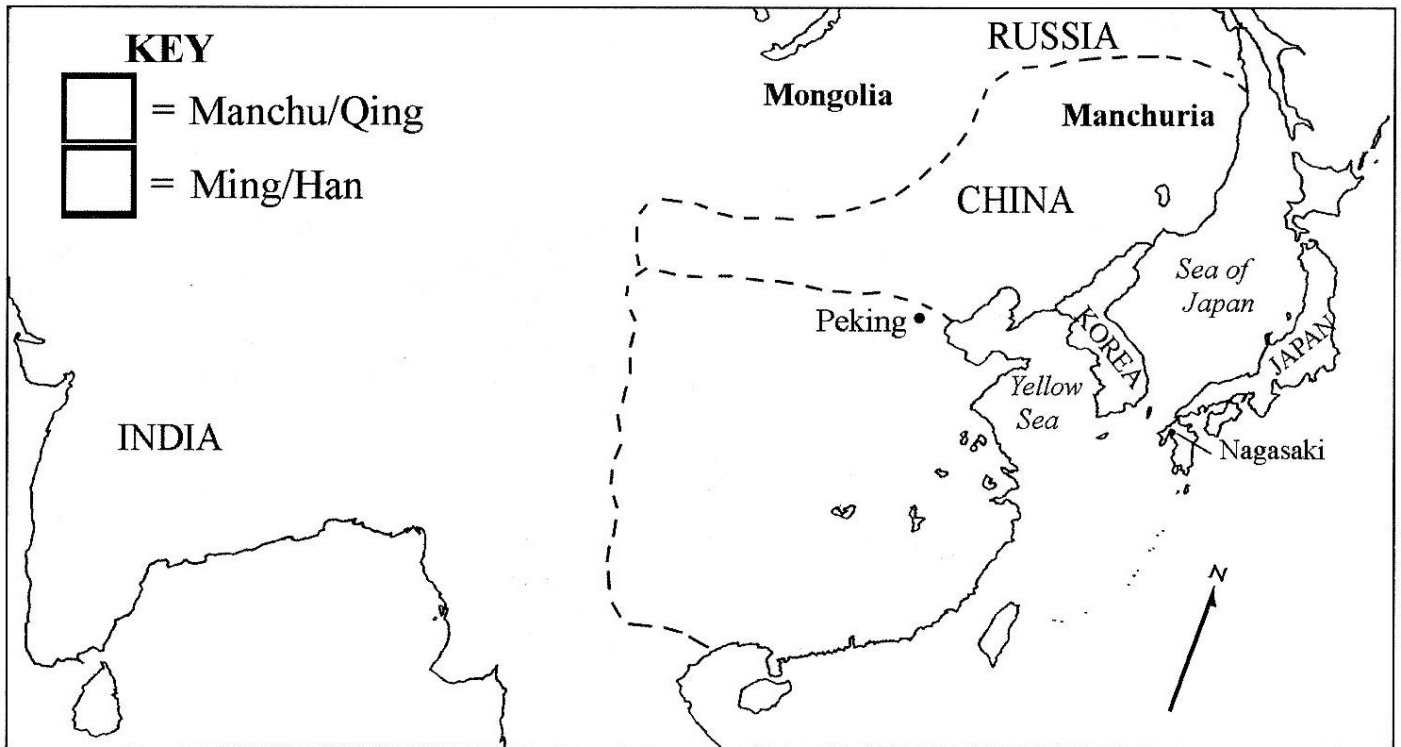 KEY
= Manchu/Qing
= Ming/Han
RUSSIA
Mongolia
Manchuria
CHINA
Sea of
Japan
Peking
KOREA
JAPAN
Yellow
Sea
INDIA
Nagasaki
N